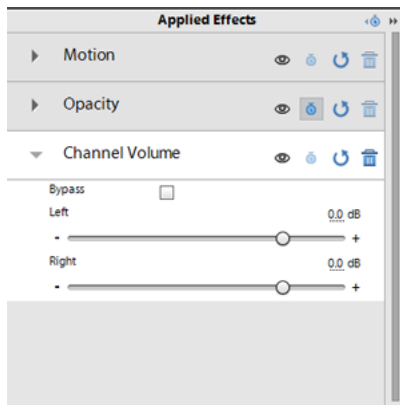 Applied Effects
Motion
Opacity
Channel Volume
Bypass
Left 0.0 dB
- +
Right 0.0 dB
- +